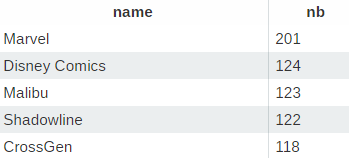 name nb
Marvel 201
Disney Comics 124
Malibu 123
Shadowline 122
CrossGen 118